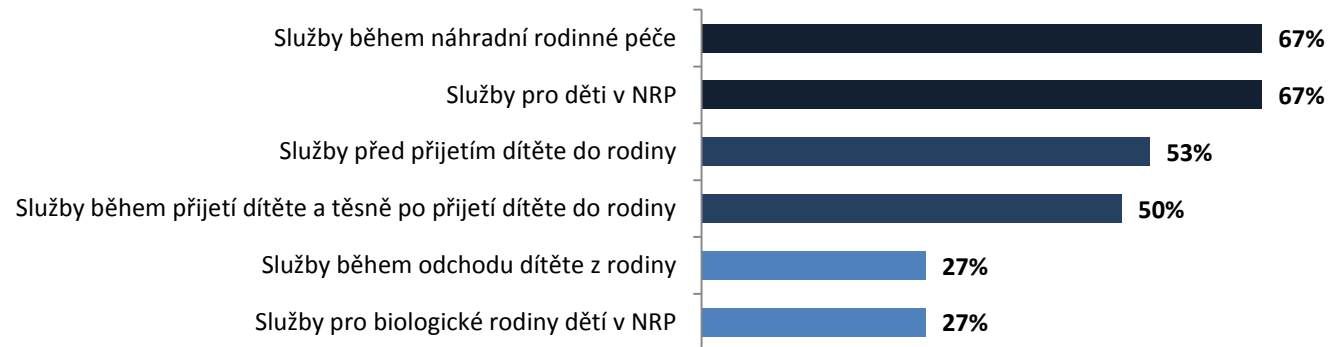 Služby během náhradní rodinné péče 67%
Služby pro děti v NRP 67%
Služby před přijetím dítěte do rodiny 53%
Služby během přijetí dítěte a těsně po přijetí dítěte do rodiny 50%
Služby během odchodu dítěte z rodiny 27%
Služby pro biologické rodiny dětí v NRP 27%